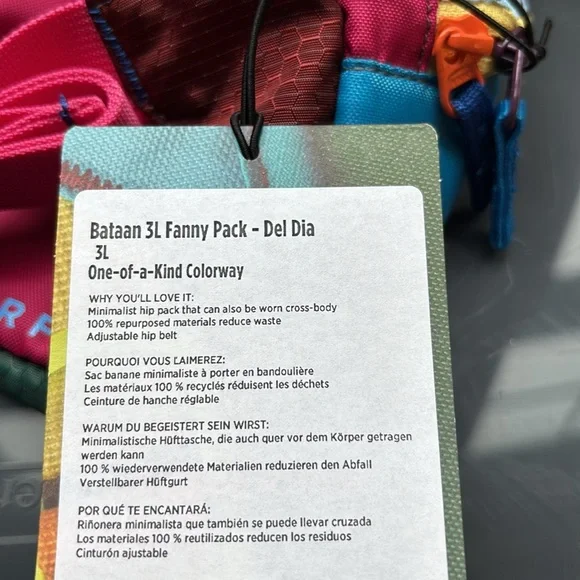 Bataan 3L Fanny Pack - Del Dia
3L
One-of-a-Kind Colorway
WHY YOU'LL LOVE IT:
Minimalist hip pack that can also be worn cross-body
100% repurposed materials reduce waste
Adjustable hip belt
POURQUOI VOUS L'AIMEREZ:
Sac banane minimaliste à porter en bandoulière
Les matériaux 100 % recyclés réduisent les déchets
Ceinture de hanche réglable
WARUM DU BEGEISTERT SEIN WIRST:
Minimalistische Hüfttasche, die auch quer vor dem Körper getragen
werden kann
100 % wiederverwendete Materialien reduzieren den Abfall
Verstellbarer Hüftgurt
POR QUÉ TE ENCANTARÁ:
Riñonera minimalista que también se puede llevar cruzada
Los materiales 100 % reutilizados reducen los residuos
Cinturón ajustable